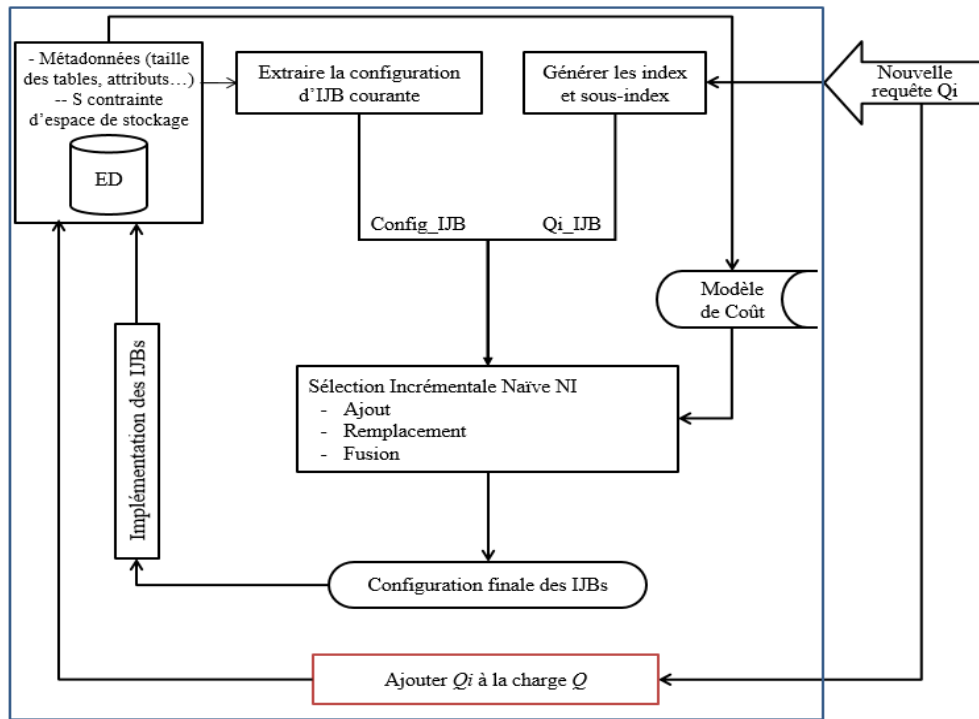 - Métadonnées (taille
des tables, attributs…)
-- S contrainte
d'espace de stockage
ED
Extraire la configuration
d'IJB courante
Générer les index
et sous-index
Nouvelle
requête Qi
Config_IJB
Qi_IJB
Modèle
de Coût
Implémentation des IJBs
Sélection Incrémentale Naïve NI
- Ajout
- Remplacement
- Fusion
Configuration finale des IJBs
Ajouter Qi à la charge Q